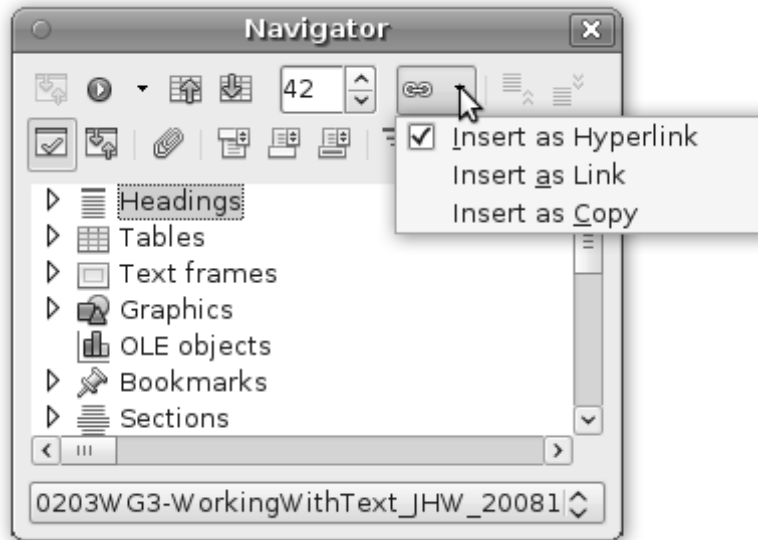 Navigator
42
Insert as Hyperlink
Insert as Link
Insert as Copy
Headings
Tables
Text frames
Graphics
OLE objects
Bookmarks
Sections
0203WG3-WorkingWithText_JHW_20081